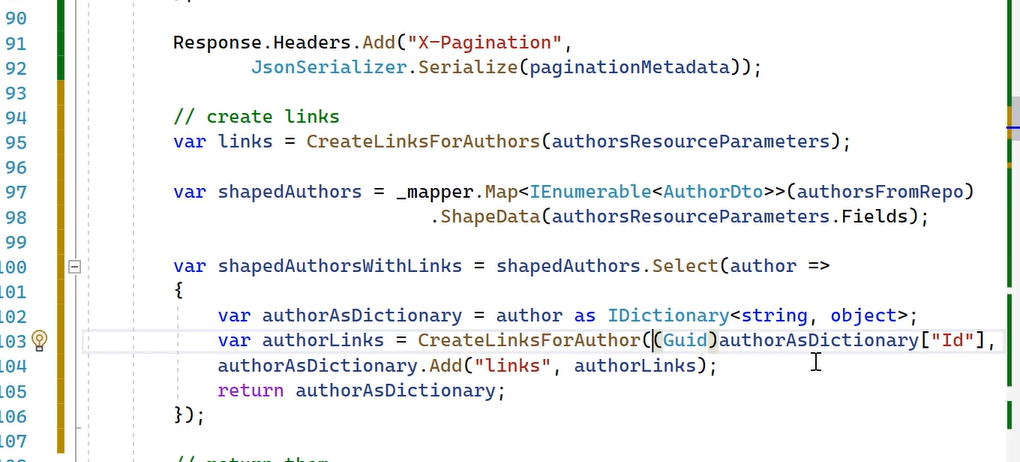 90
91 Response.Headers.Add("X-Pagination",
92 JsonSerializer.Serialize(paginationMetadata));
93
94 // create links
95 var links = CreateLinksForAuthors(authorsResourceParameters);
96
97 var shapedAuthors = _mapper.Map<IEnumerable<AuthorDto>>(authorsFromRepo)
98 .ShapeData(authorsResourceParameters.Fields);
99
100 var shapedAuthorsWithLinks = shapedAuthors.Select(author =>
101 {
102 var authorAsDictionary = author as IDictionary<string, object>;
103 var authorLinks = CreateLinksForAuthor((Guid)authorAsDictionary["Id"],
104 authorAsDictionary.Add("links", authorLinks);
105 return authorAsDictionary;
106 });
107